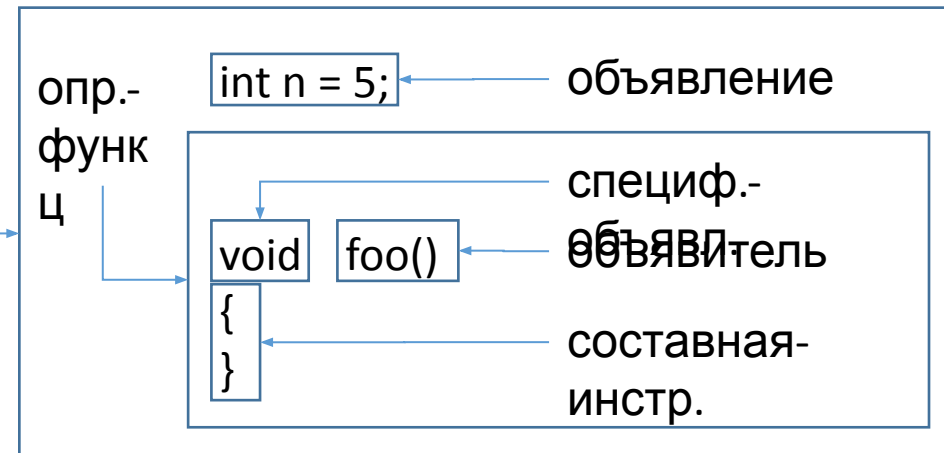 опр.-
функ
ц
int n = 5;
объявление
специф.-
объявл.
void
foo()
объявитель
{
}
составная-
инстр.